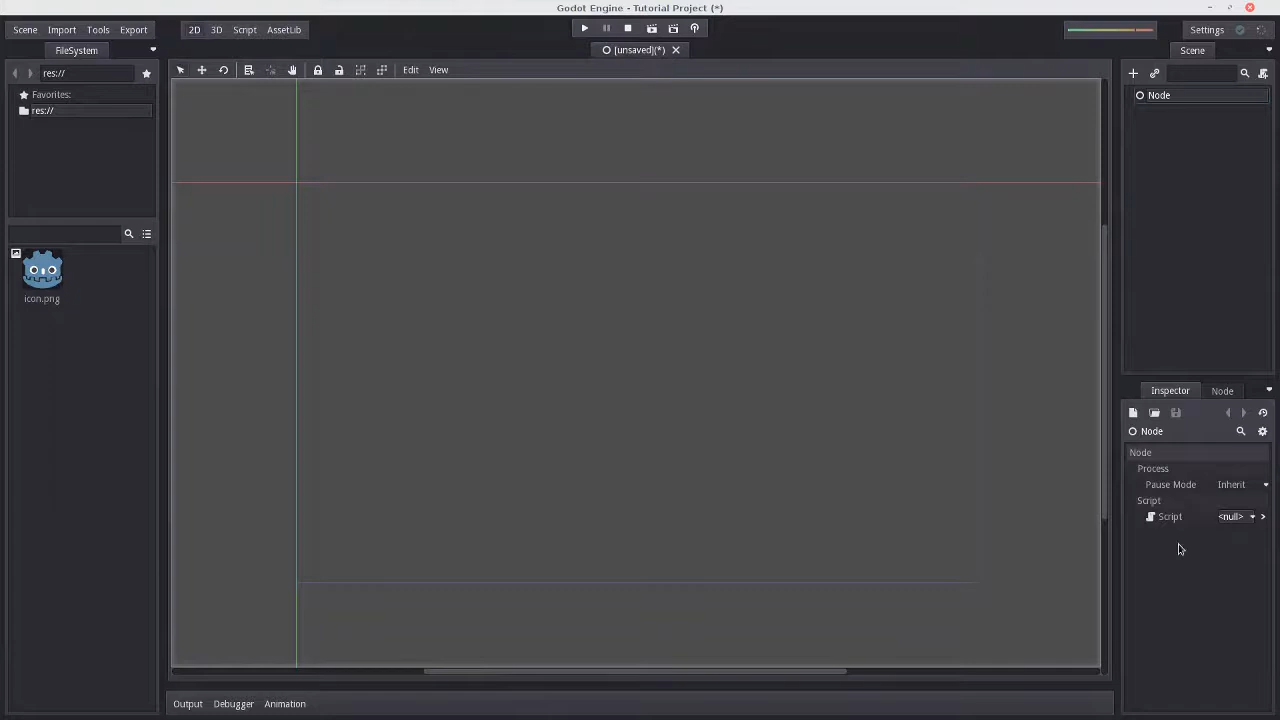 Godot Engine - Tutorial Project (*)
Scene Import Tools Export
2D 3D Script AssetLib
Settings
FileSystem
[unsaved](*)
Scene
res://
Edit View
Favorites:
res://
Node
icon.png
Inspector Node
Node
Node
Process
Pause Mode Inherit
Script
Script <null>
Output Debugger Animation